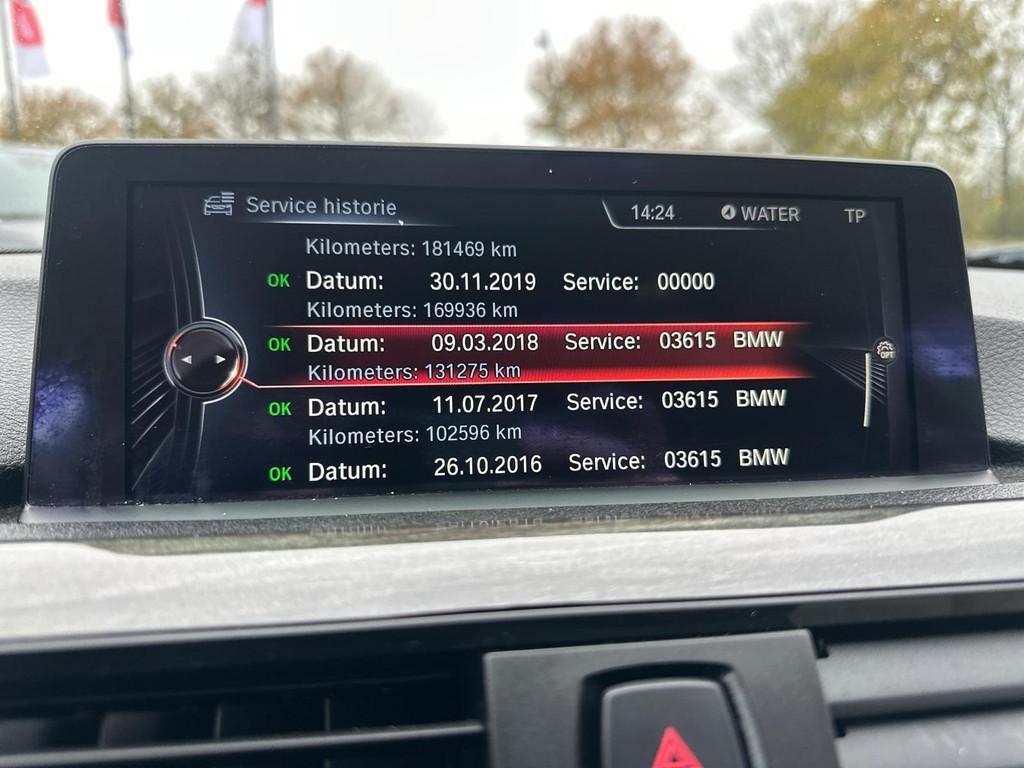 Service historie 14:24 WATER TP
Kilometers: 181469 km
OK Datum: 30.11.2019 Service: 00000
Kilometers: 169936 km
OK Datum: 09.03.2018 Service: 03615 BMW
Kilometers: 131275 km
OPT
OK Datum: 11.07.2017 Service: 03615 BMW
Kilometers: 102596 km
OK Datum: 26.10.2016 Service: 03615 BMW